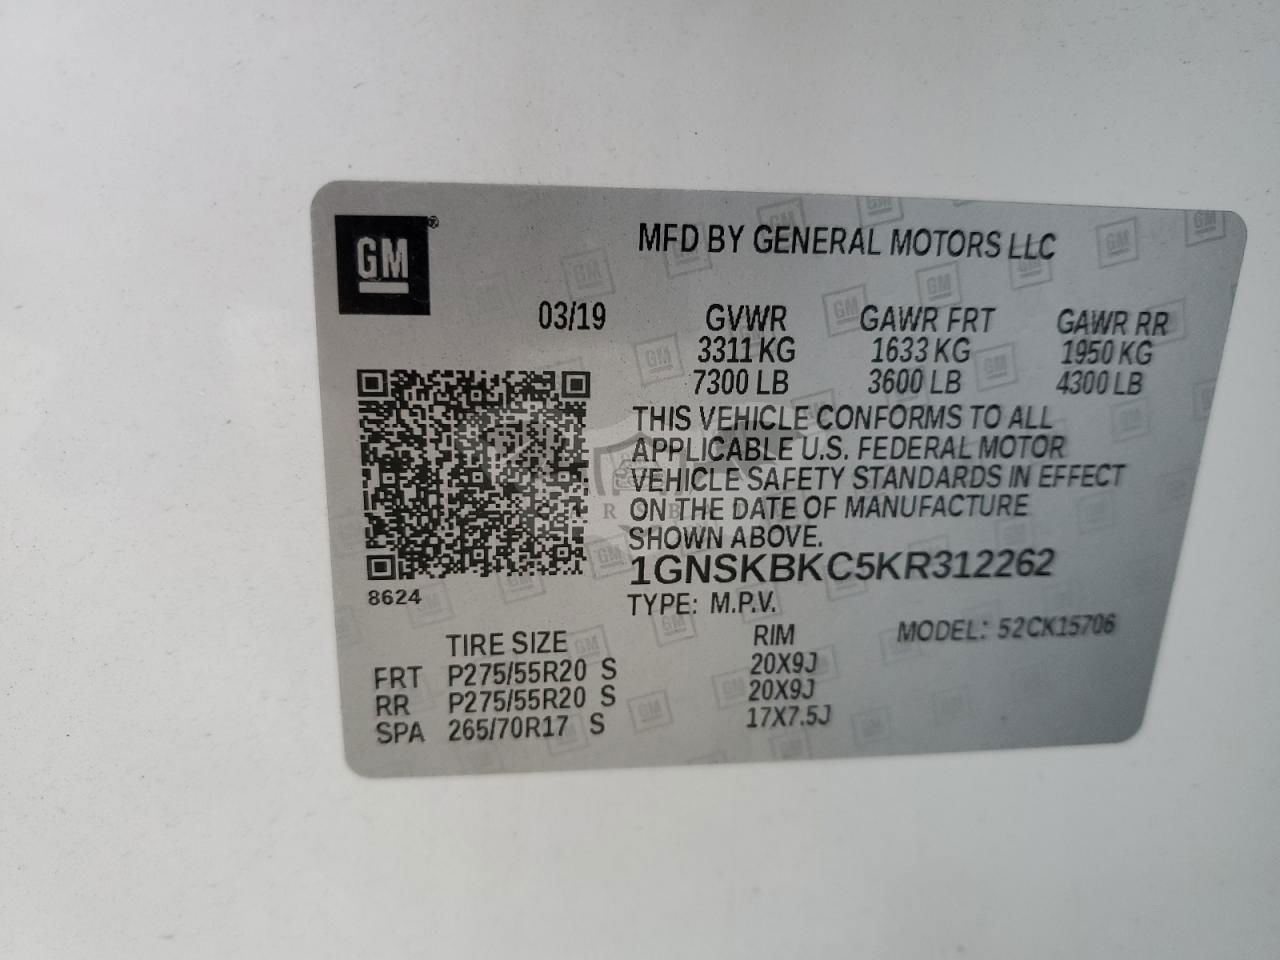 GM®
MFD BY GENERAL MOTORS LLC
03/19 GVWR GAWR FRT GAWR RR
3311 KG 1633 KG 1950 KG
7300 LB 3600 LB 4300 LB
THIS VEHICLE CONFORMS TO ALL
APPLICABLE U.S. FEDERAL MOTOR
VEHICLE SAFETY STANDARDS IN EFFECT
ON THE DATE OF MANUFACTURE
SHOWN ABOVE.
1GNSKBKC5KR312262
8624
TYPE: M.P.V.
MODEL: 52CK15706
TIRE SIZE RIM
FRT P275/55R20 S 20X9J
RR P275/55R20 S 20X9J
SPA 265/70R17 S 17X7.5J